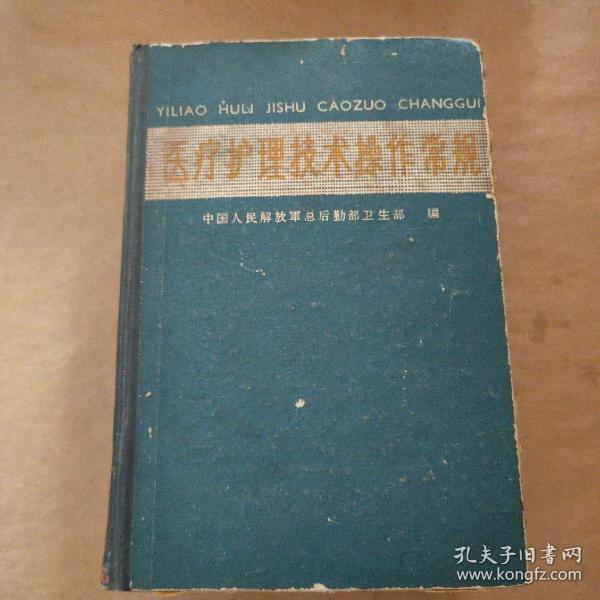 YILIAO HULI JISHU CAOZUO CHANGGUI
医疗护理技术操作常规
中国人民解放軍总后勤部卫生部 編
孔夫子旧书网
www.kongfz.com